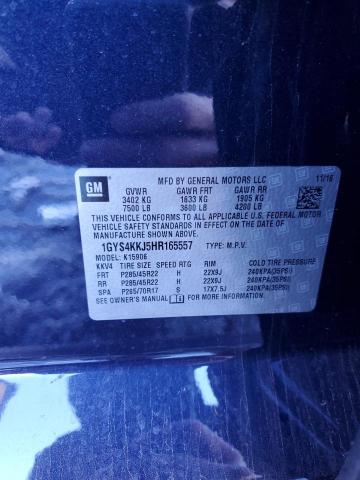 MFD BY GENERAL MOTORS LLC
11/16
GM
GVWR GAWR FRT GAWR RR
3402 KG 1633 KG 1905 KG
7500 LB 3600 LB 4200 LB
THIS VEHICLE CONFORMS TO ALL APPLICABLE U.S. FEDERAL MOTOR
VEHICLE SAFETY STANDARDS IN EFFECT ON THE DATE OF
MANUFACTURE SHOWN ABOVE.
1GYS4KKJ5HR165557 TYPE: M.P.V.
MODEL: K15906
KKV4 TIRE SIZE SPEED RTG RIM COLD TIRE PRESSURE
FRT P285/45R22 H 22X9J 240KPA(35PSI)
RR P285/45R22 H 22X9J 240KPA(35PSI)
SPA P265/70R17 S 17X7.5J 240KPA(35PSI)
SEE OWNER'S MANUAL FOR MORE INFORMATION